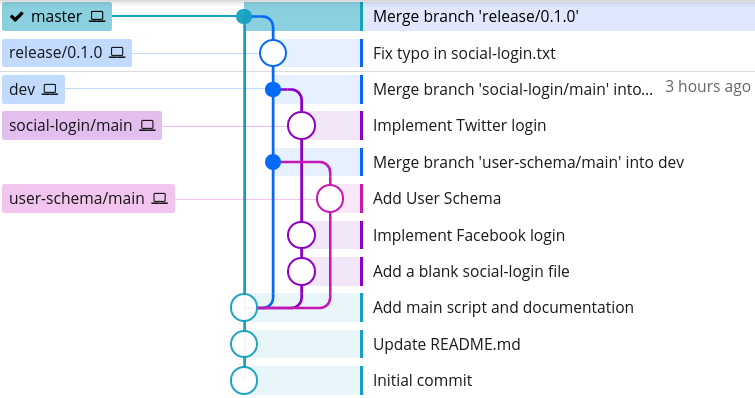 master Merge branch 'release/0.1.0'
release/0.1.0 Fix typo in social-login.txt
dev Merge branch 'social-login/main' into... 3 hours ago
social-login/main Implement Twitter login
Merge branch 'user-schema/main' into dev
user-schema/main Add User Schema
Implement Facebook login
Add a blank social-login file
Add main script and documentation
Update README.md
Initial commit